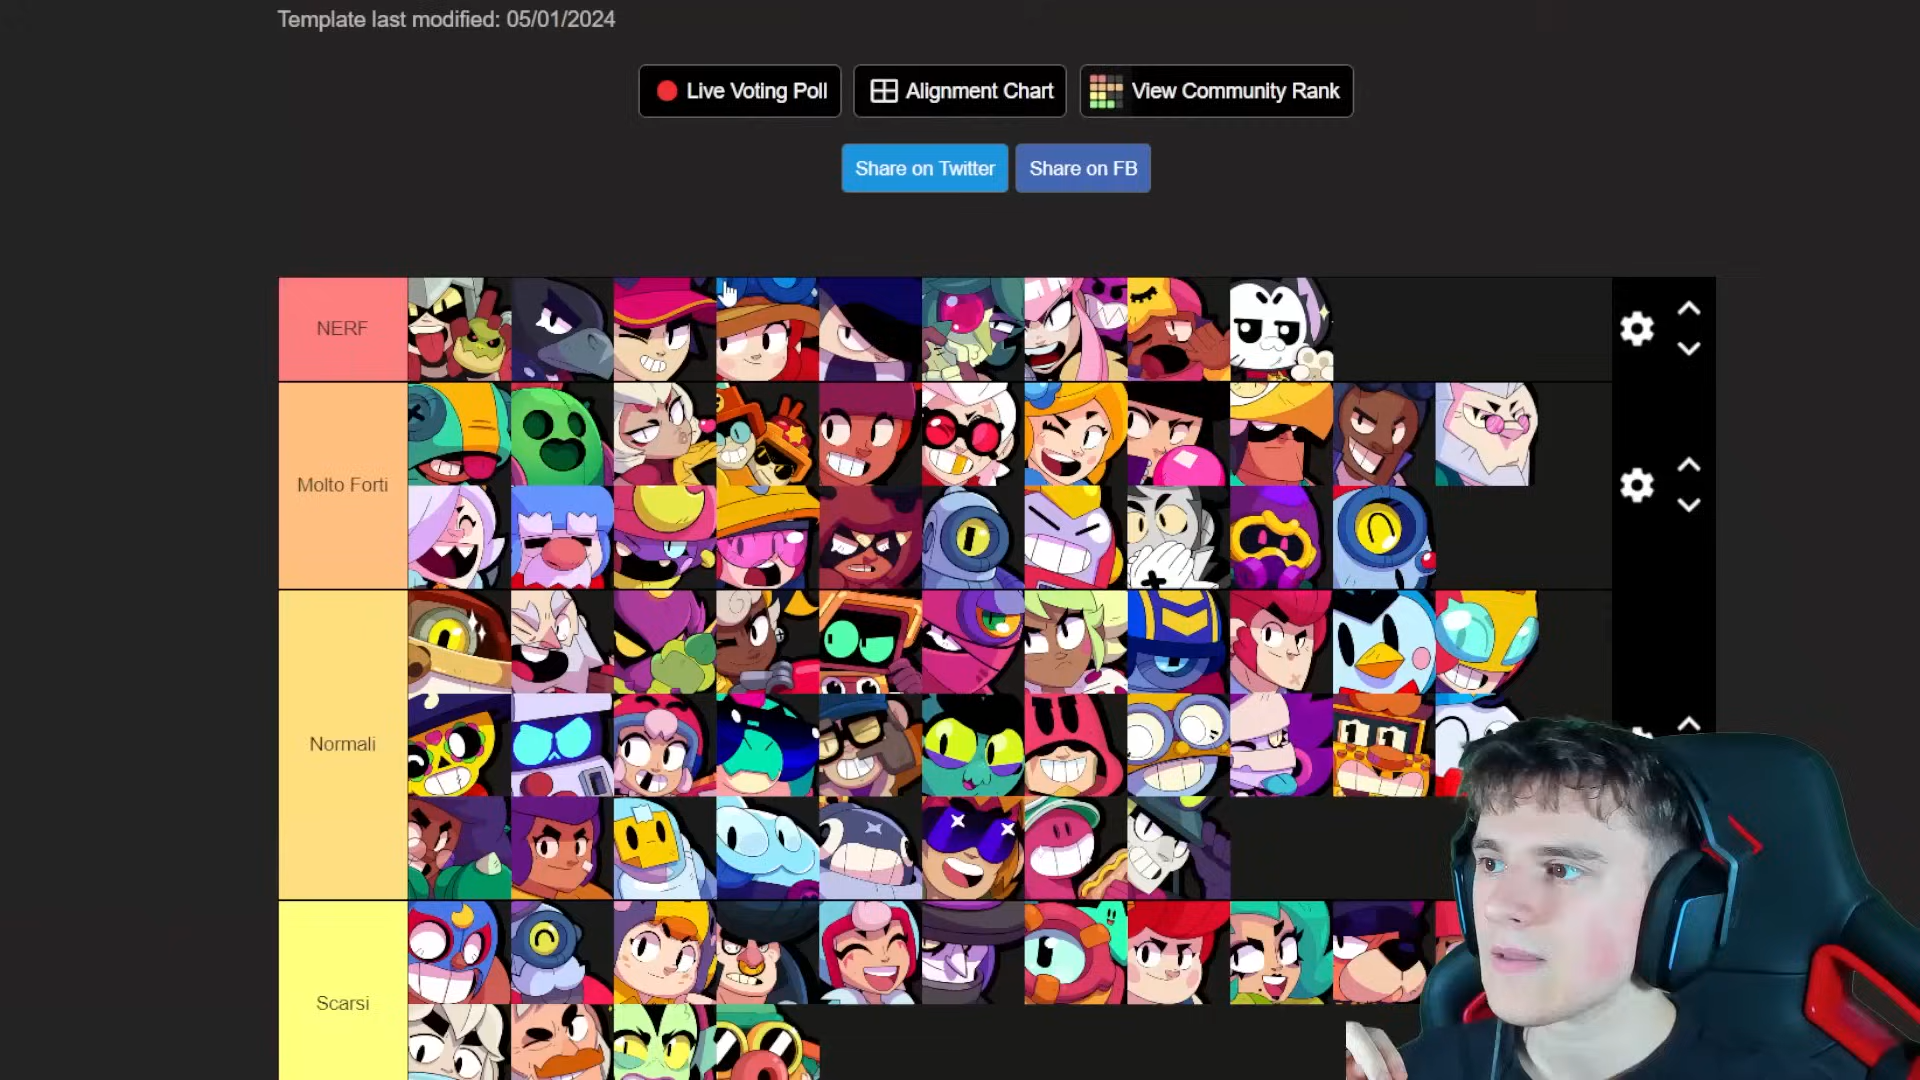 Template last modified: 05/01/2024
Live Voting Poll
Alignment Chart
View Community Rank
Share on Twitter
Share on FB
NERF
Molto Forti
Normali
Scarsi